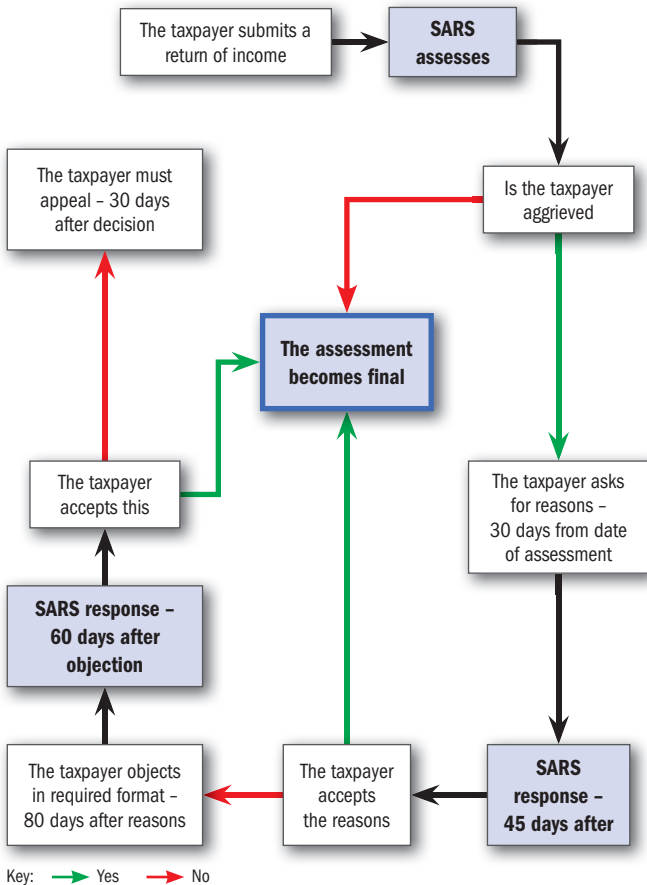 The taxpayer submits a
return of income
SARS
assesses
Is the taxpayer
aggrieved
The taxpayer must
appeal – 30 days
after decision
The assessment
becomes final
The taxpayer
accepts this
The taxpayer asks
for reasons –
30 days from date
of assessment
SARS response –
60 days after
objection
The taxpayer objects
in required format –
80 days after reasons
The taxpayer
accepts
the reasons
SARS
response –
45 days after
Key: Yes No